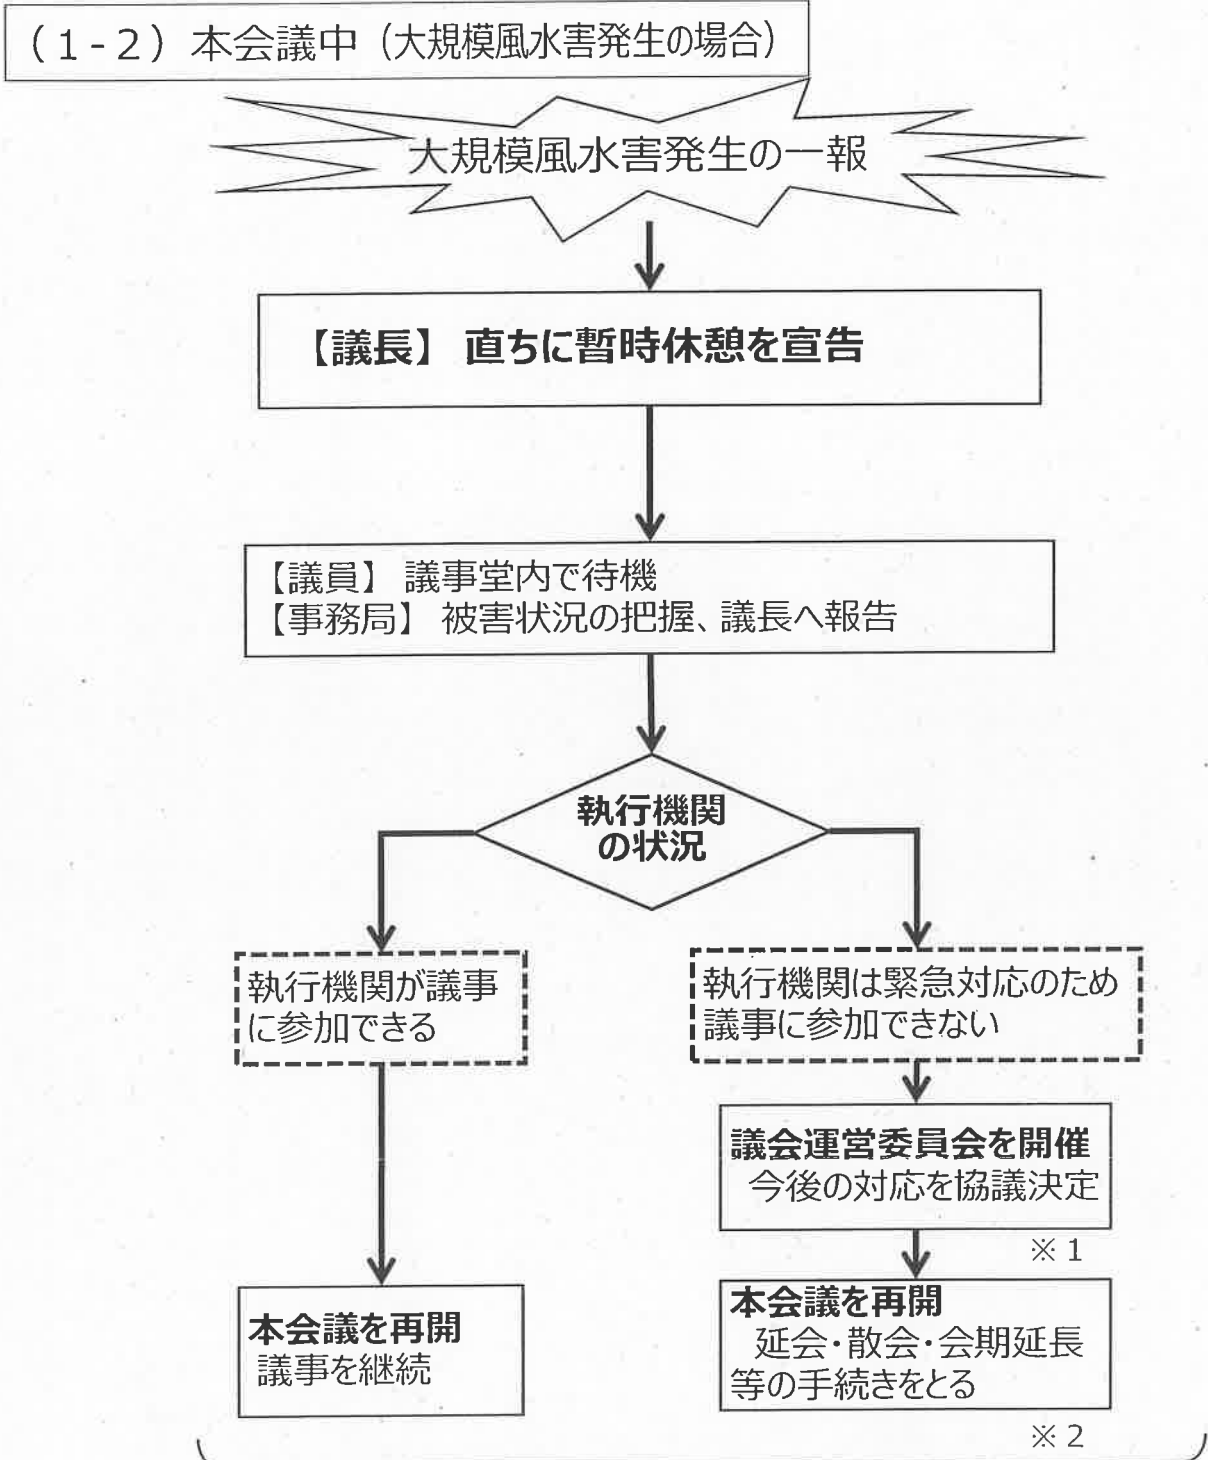 （1-2）本会議中（大規模風水害発生の場合）
大規模風水害発生の一報
【議長】 直ちに暫時休憩を宣告
【議員】 議事堂内で待機
【事務局】 被害状況の把握、議長へ報告
執行機関
の状況
執行機関が議事
に参加できる
執行機関は緊急対応のため
議事に参加できない
議会運営委員会を開催
今後の対応を協議決定
※1
本会議を再開
議事を継続
本会議を再開
延会・散会・会期延長
等の手続きをとる
※2